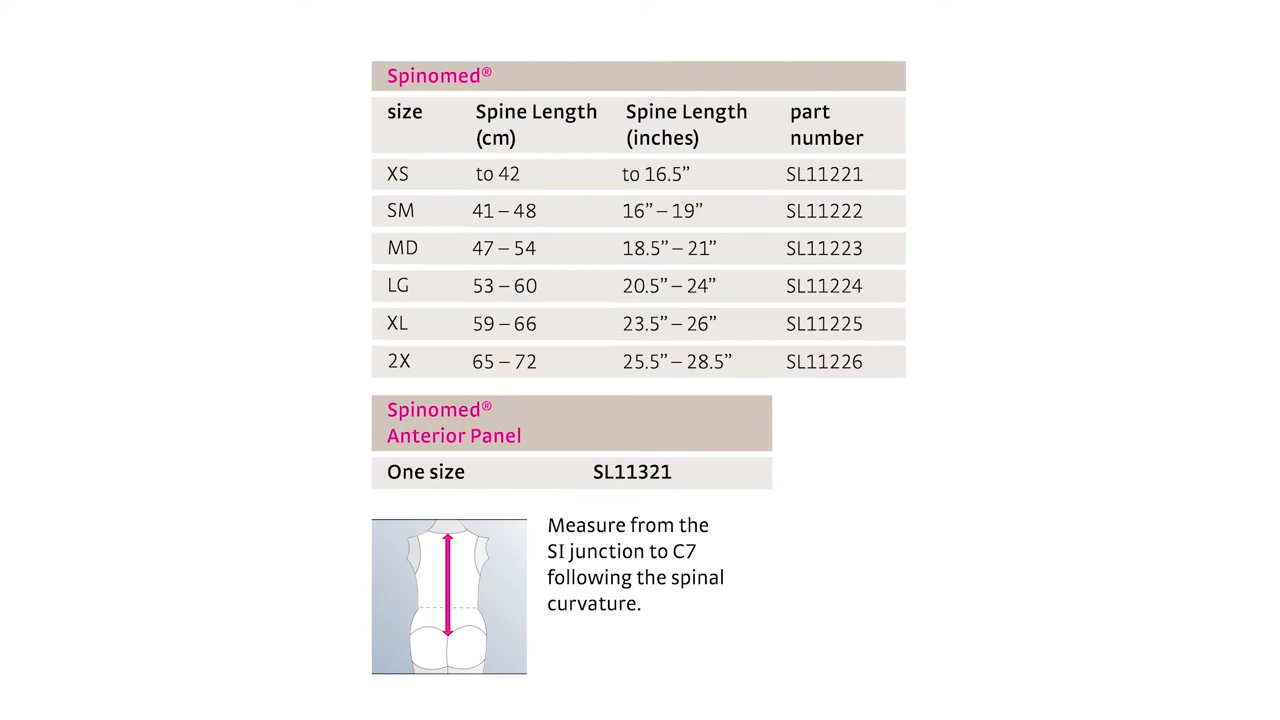 Spinomed®
size Spine Length (cm) Spine Length (inches) part number
XS to 42 to 16.5” SL11221
SM 41 – 48 16” – 19” SL11222
MD 47 – 54 18.5” – 21” SL11223
LG 53 – 60 20.5” – 24” SL11224
XL 59 – 66 23.5” – 26” SL11225
2X 65 – 72 25.5” – 28.5” SL11226
Spinomed®
Anterior Panel
One size SL11321
Measure from the
SI junction to C7
following the spinal
curvature.